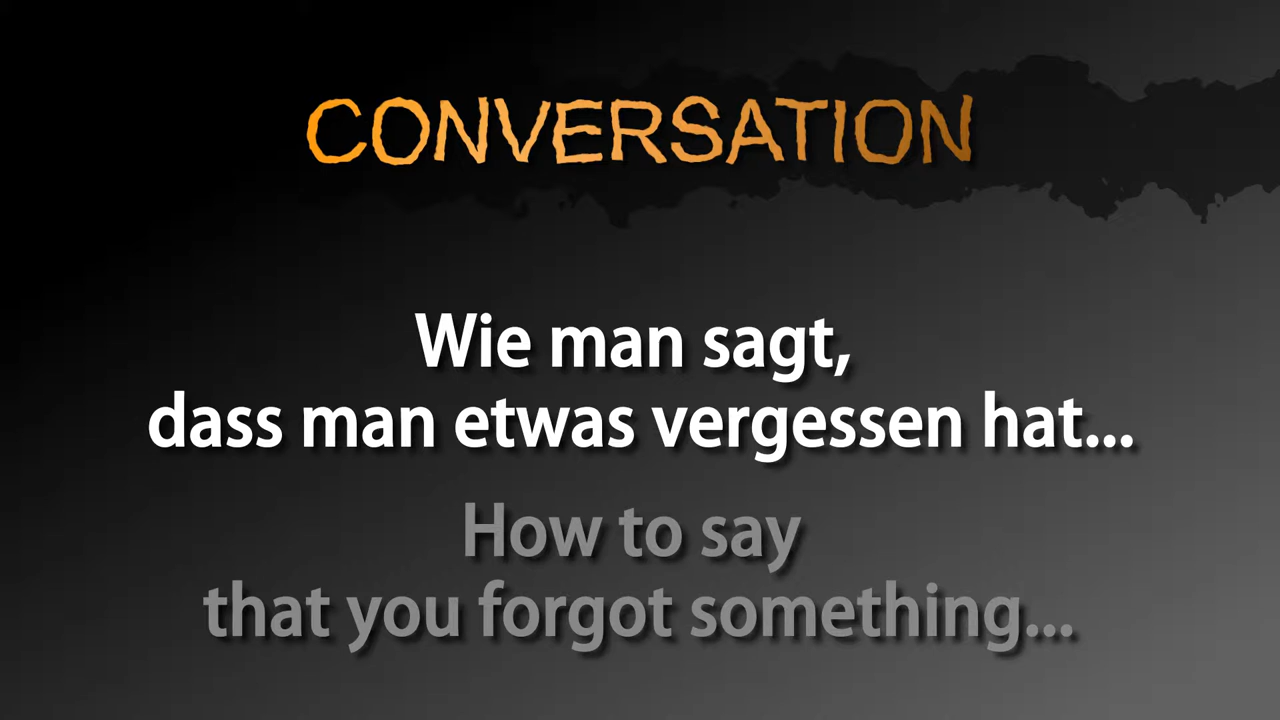 CONVERSATION
Wie man sagt,
dass man etwas vergessen hat...
How to say
that you forgot something...